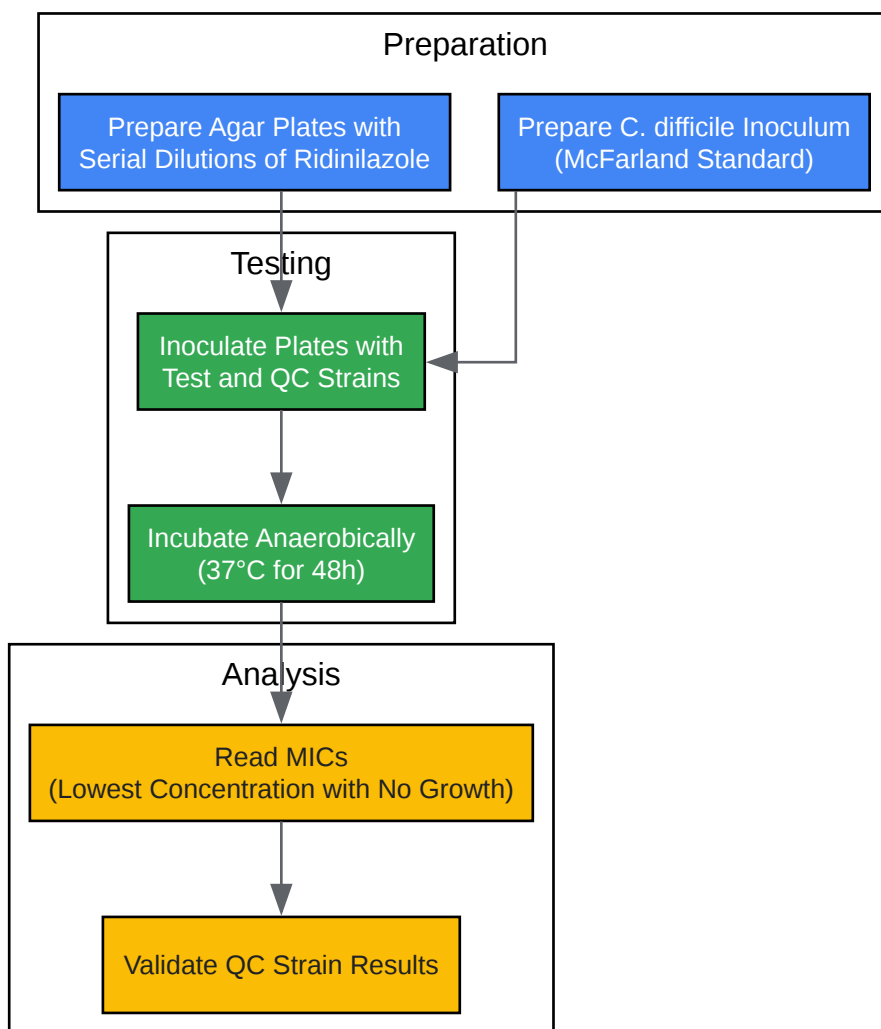 Preparation
Prepare Agar Plates with
Serial Dilutions of Ridinilazole
Prepare C. difficile Inoculum
(McFarland Standard)
Testing
Inoculate Plates with
Test and QC Strains
Incubate Anaerobically
(37°C for 48h)
Analysis
Read MICs
(Lowest Concentration with No Growth)
Validate QC Strain Results